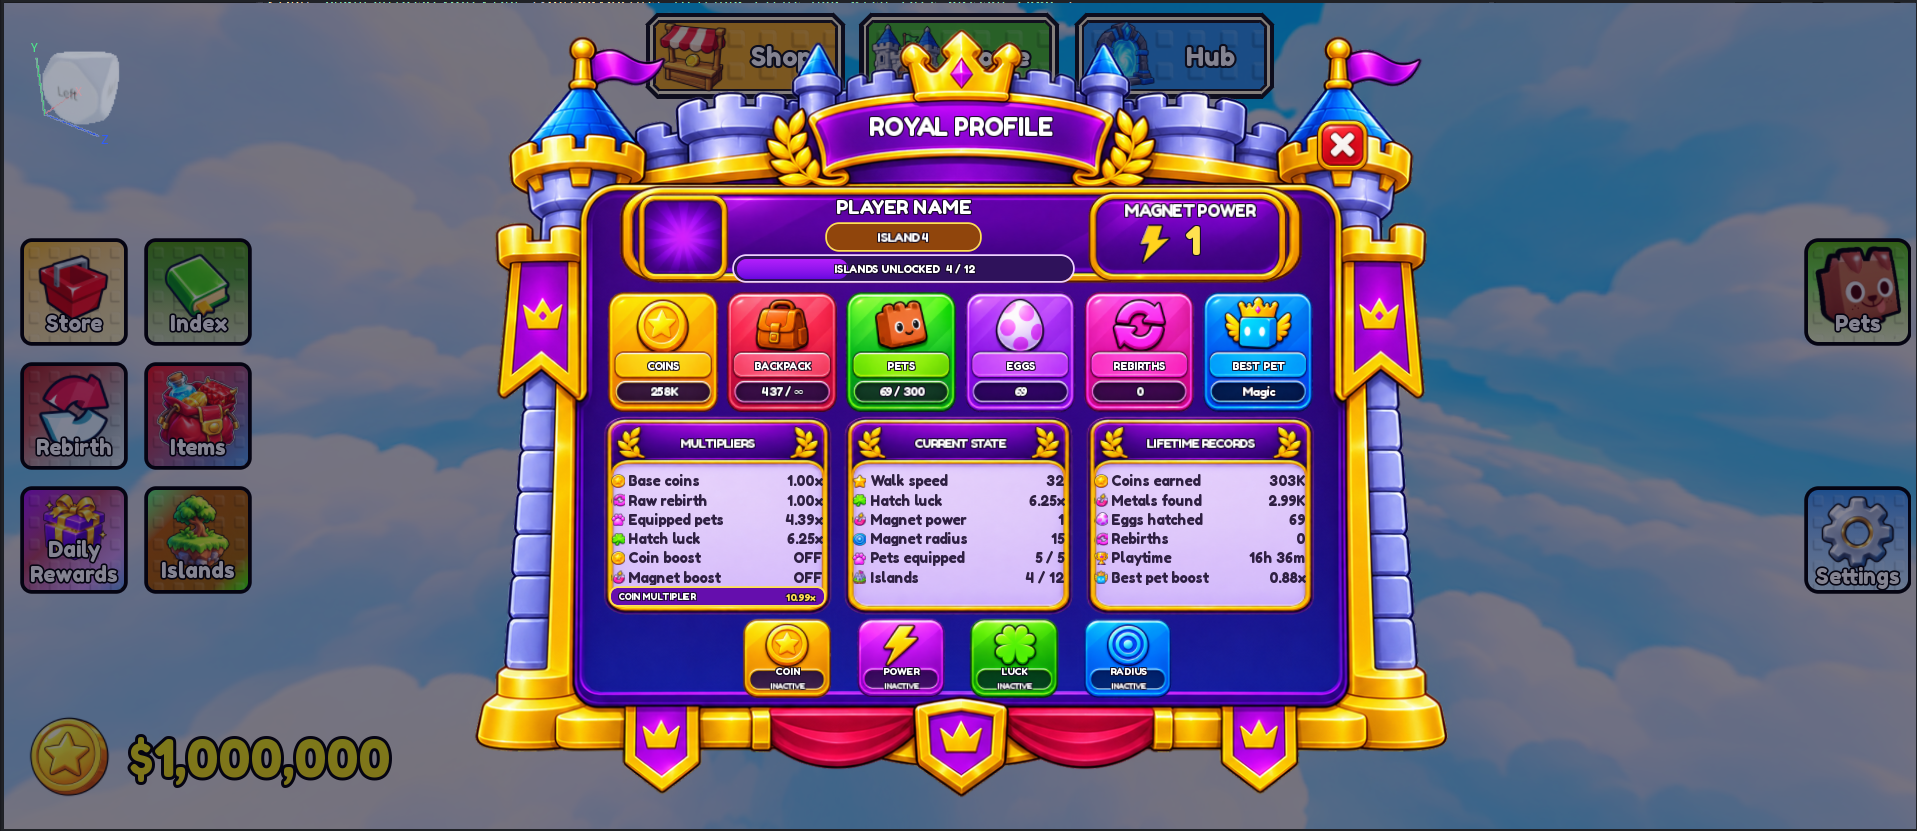 Shop
Hub
ROYAL PROFILE
Y
Left
PLAYER NAME
ISLAND 4
ISLANDS UNLOCKED 4 / 12
MAGNET POWER
1
Store
Index
Rebirth
Items
Daily
Rewards
Islands
Pets
Settings
COINS
258K
BACKPACK
437 / ∞
PETS
69 / 300
EGGS
69
REBIRTHS
0
BEST PET
Magic
MULTIPLIERS
Base coins 1.00x
Raw rebirth 1.00x
Equipped pets 4.39x
Hatch luck 6.25x
Coin boost OFF
Magnet boost OFF
COIN MULTIPLIER 10.99x
CURRENT STATE
Walk speed 32
Hatch luck 6.25x
Magnet power 1
Magnet radius 15
Pets equipped 5 / 5
Islands 4 / 12
LIFETIME RECORDS
Coins earned 303K
Metals found 2.99K
Eggs hatched 69
Rebirths 0
Playtime 16h 36m
Best pet boost 0.88x
COIN
INACTIVE
POWER
INACTIVE
LUCK
INACTIVE
RADIUS
INACTIVE
$1,000,000